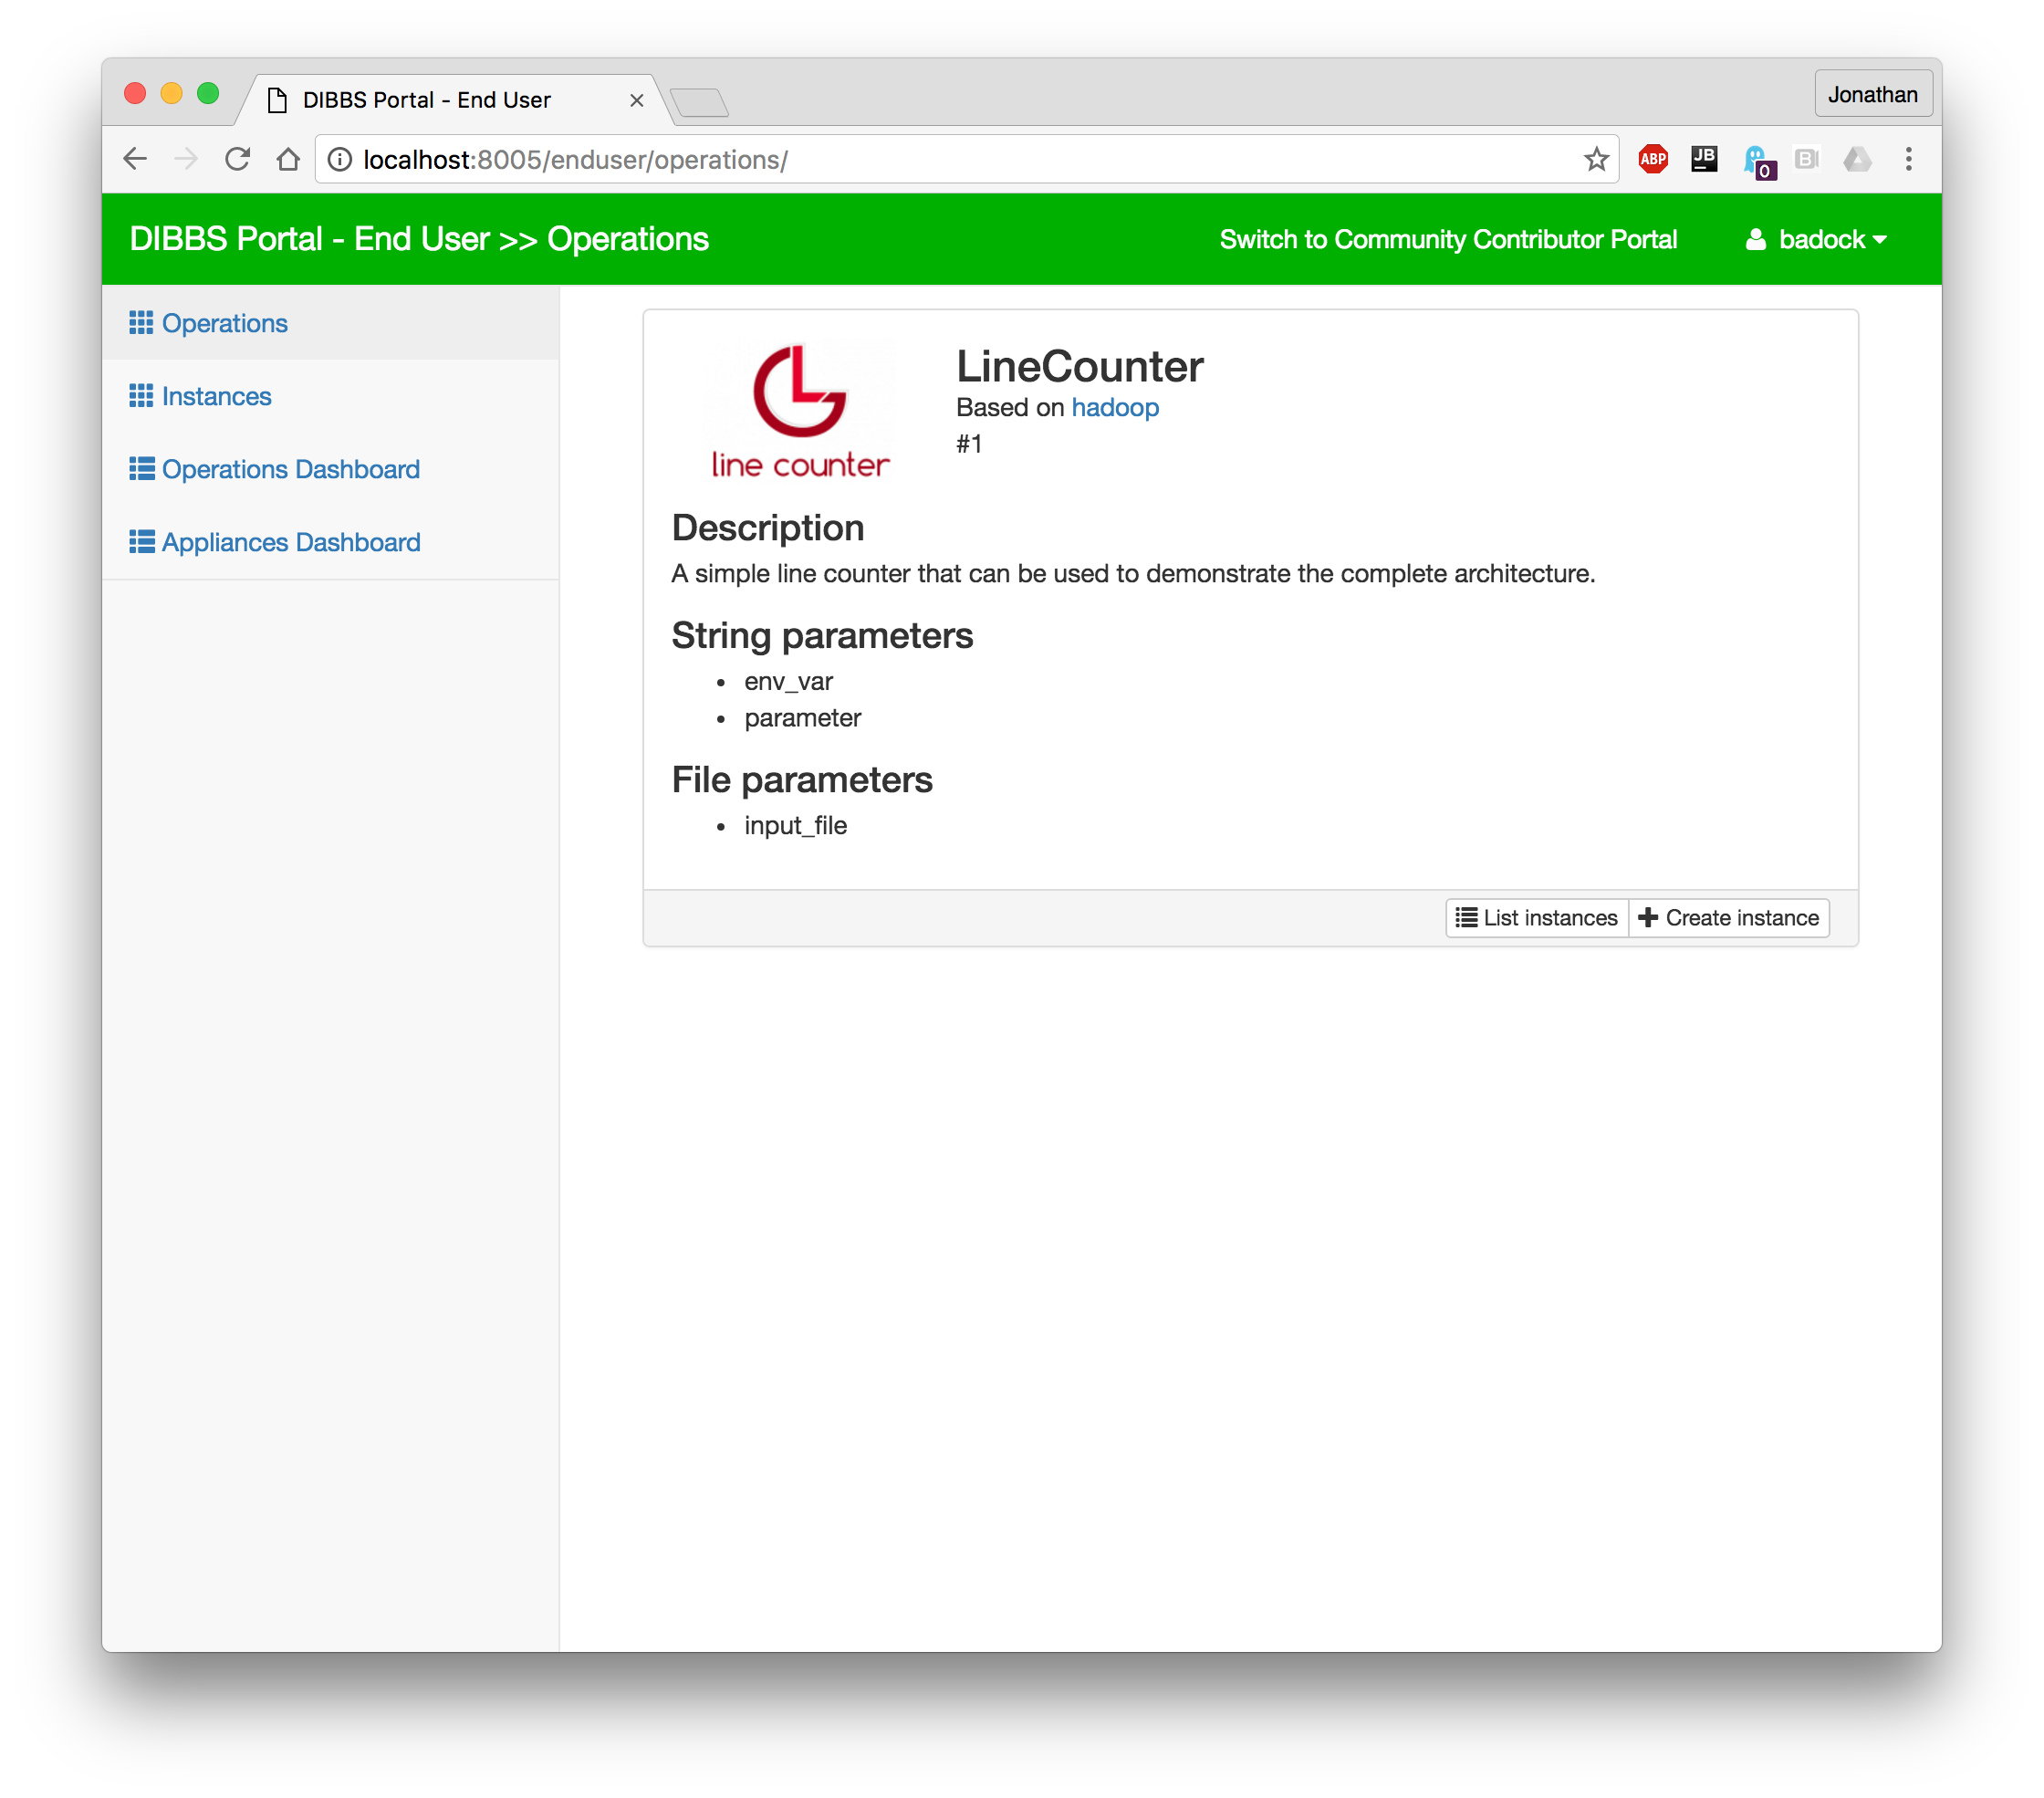 DIBBS Portal - End User
Jonathan
localhost:8005/enduser/operations/
ABP
JB
0
B
DIBBS Portal - End User >> Operations
Switch to Community Contributor Portal
badock
Operations
Instances
Operations Dashboard
Appliances Dashboard
line counter
LineCounter
Based on hadoop
#1
Description
A simple line counter that can be used to demonstrate the complete architecture.
String parameters
• env_var
• parameter
File parameters
• input_file
List instances
Create instance